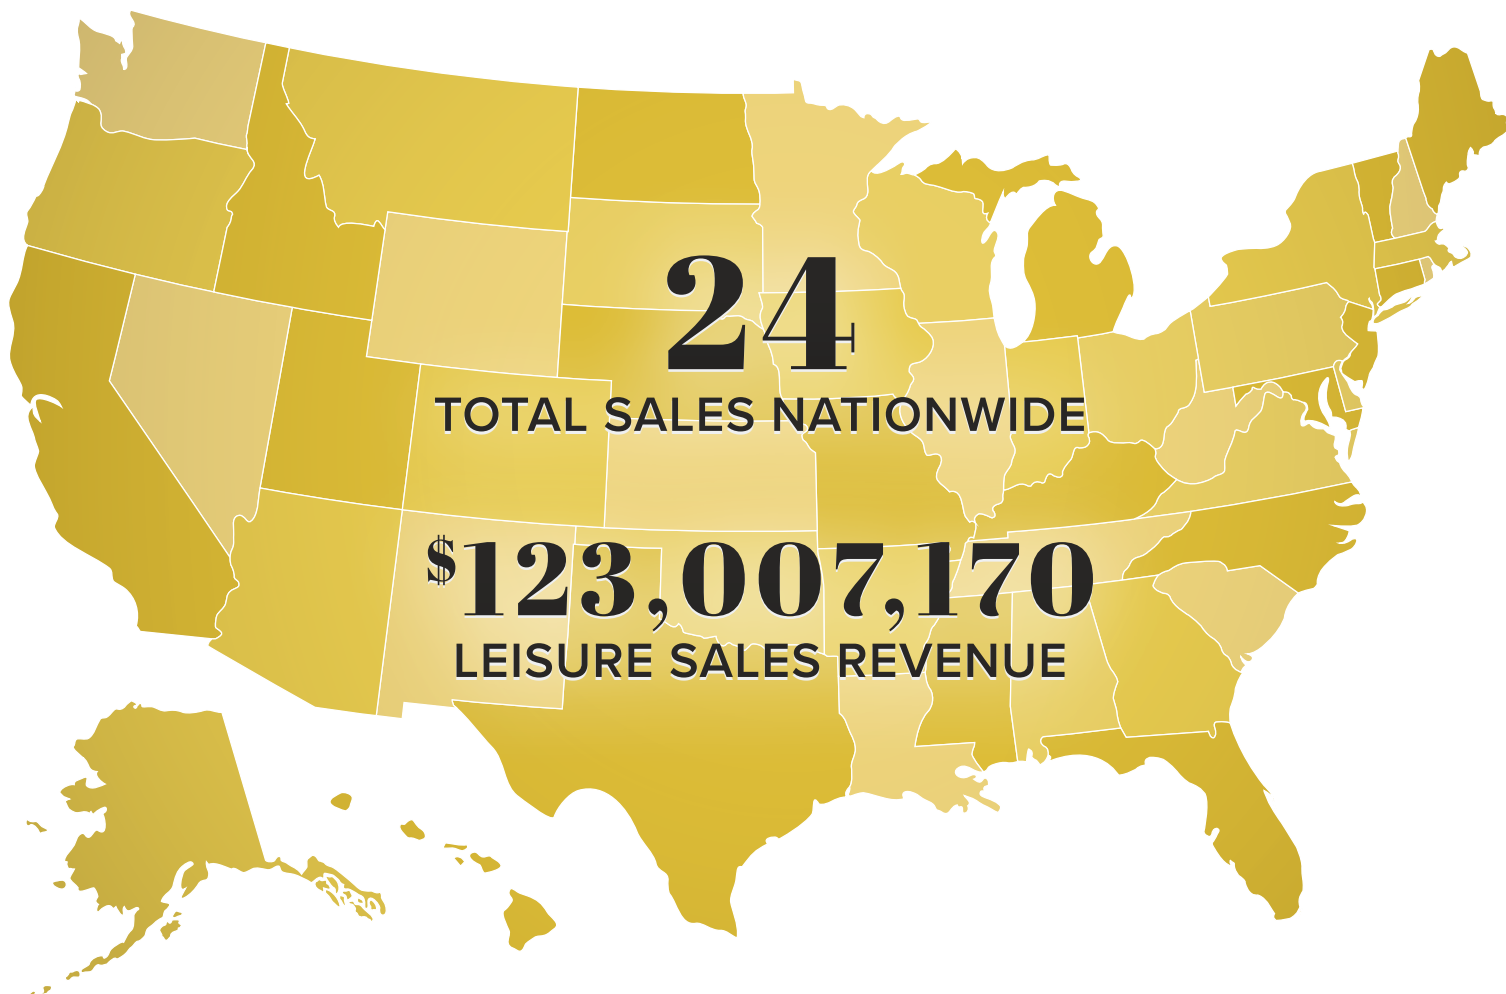 24
TOTAL SALES NATIONWIDE
$123,007,170
LEISURE SALES REVENUE